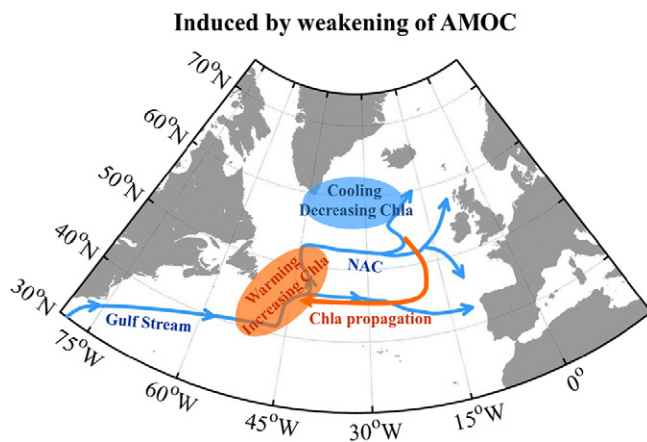 Induced by weakening of AMOC
70°N
60°N
50°N
40°N
30°N
Cooling
Decreasing Chla
NAC
Warming
Increasing Chla
Chla propagation
Gulf Stream
75°W
60°W
45°W
30°W
15°W
0°